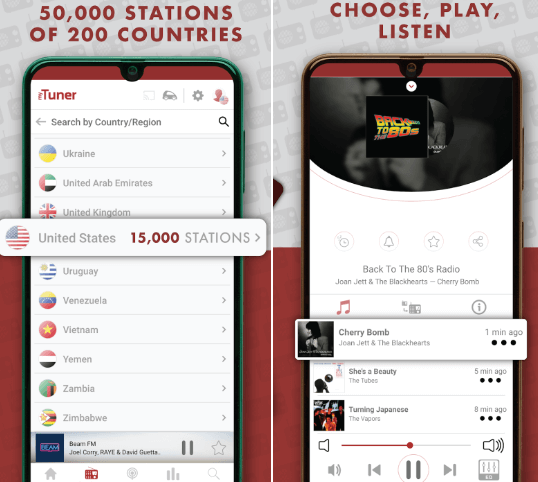 50,000 STATIONS
OF 200 COUNTRIES
iTuner
Search by Country/Region
Ukraine
United Arab Emirates
United Kingdom
United States 15,000 STATIONS
Uruguay
Venezuela
Vietnam
Yemen
Zambia
Zimbabwe
BEAM
Beam FM
Joel Corry, RAYE & David Guetta.
CHOOSE, PLAY,
LISTEN
BACK
TO THE
80s
Back To The 80's Radio
Joan Jett & The Blackhearts — Cherry Bomb
Cherry Bomb
1 min ago
Joan Jett & The Blackhearts
She's a Beauty
5 min ago
The Tubes
Turning Japanese
8 min ago
The Vapors
EQ